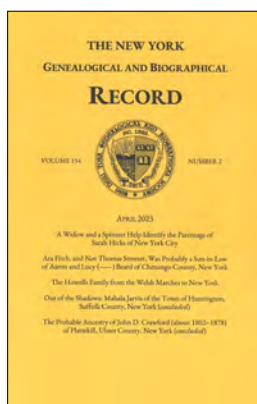 THE NEW YORK
GENEALOGICAL AND BIOGRAPHICAL
RECORD
VOLUME 154
NUMBER 2
APRIL 2023
A Widow and a Spinster Help Identify the Parentage of
Sarah Hicks of New York City
Ara Fitch, and Not Thomas Stenner, Was Probably a Son-in-Law
of Aaron and Lucy (——) Beard of Chenango County, New York
The Howells Family from the Welsh Marches to New York
Out of the Shadows: Mahala Jarvis of the Town of Huntington,
Suffolk County, New York (concluded)
The Probable Ancestry of John D. Crawford (about 1802–1878)
of Plattekill, Ulster County, New York (concluded)